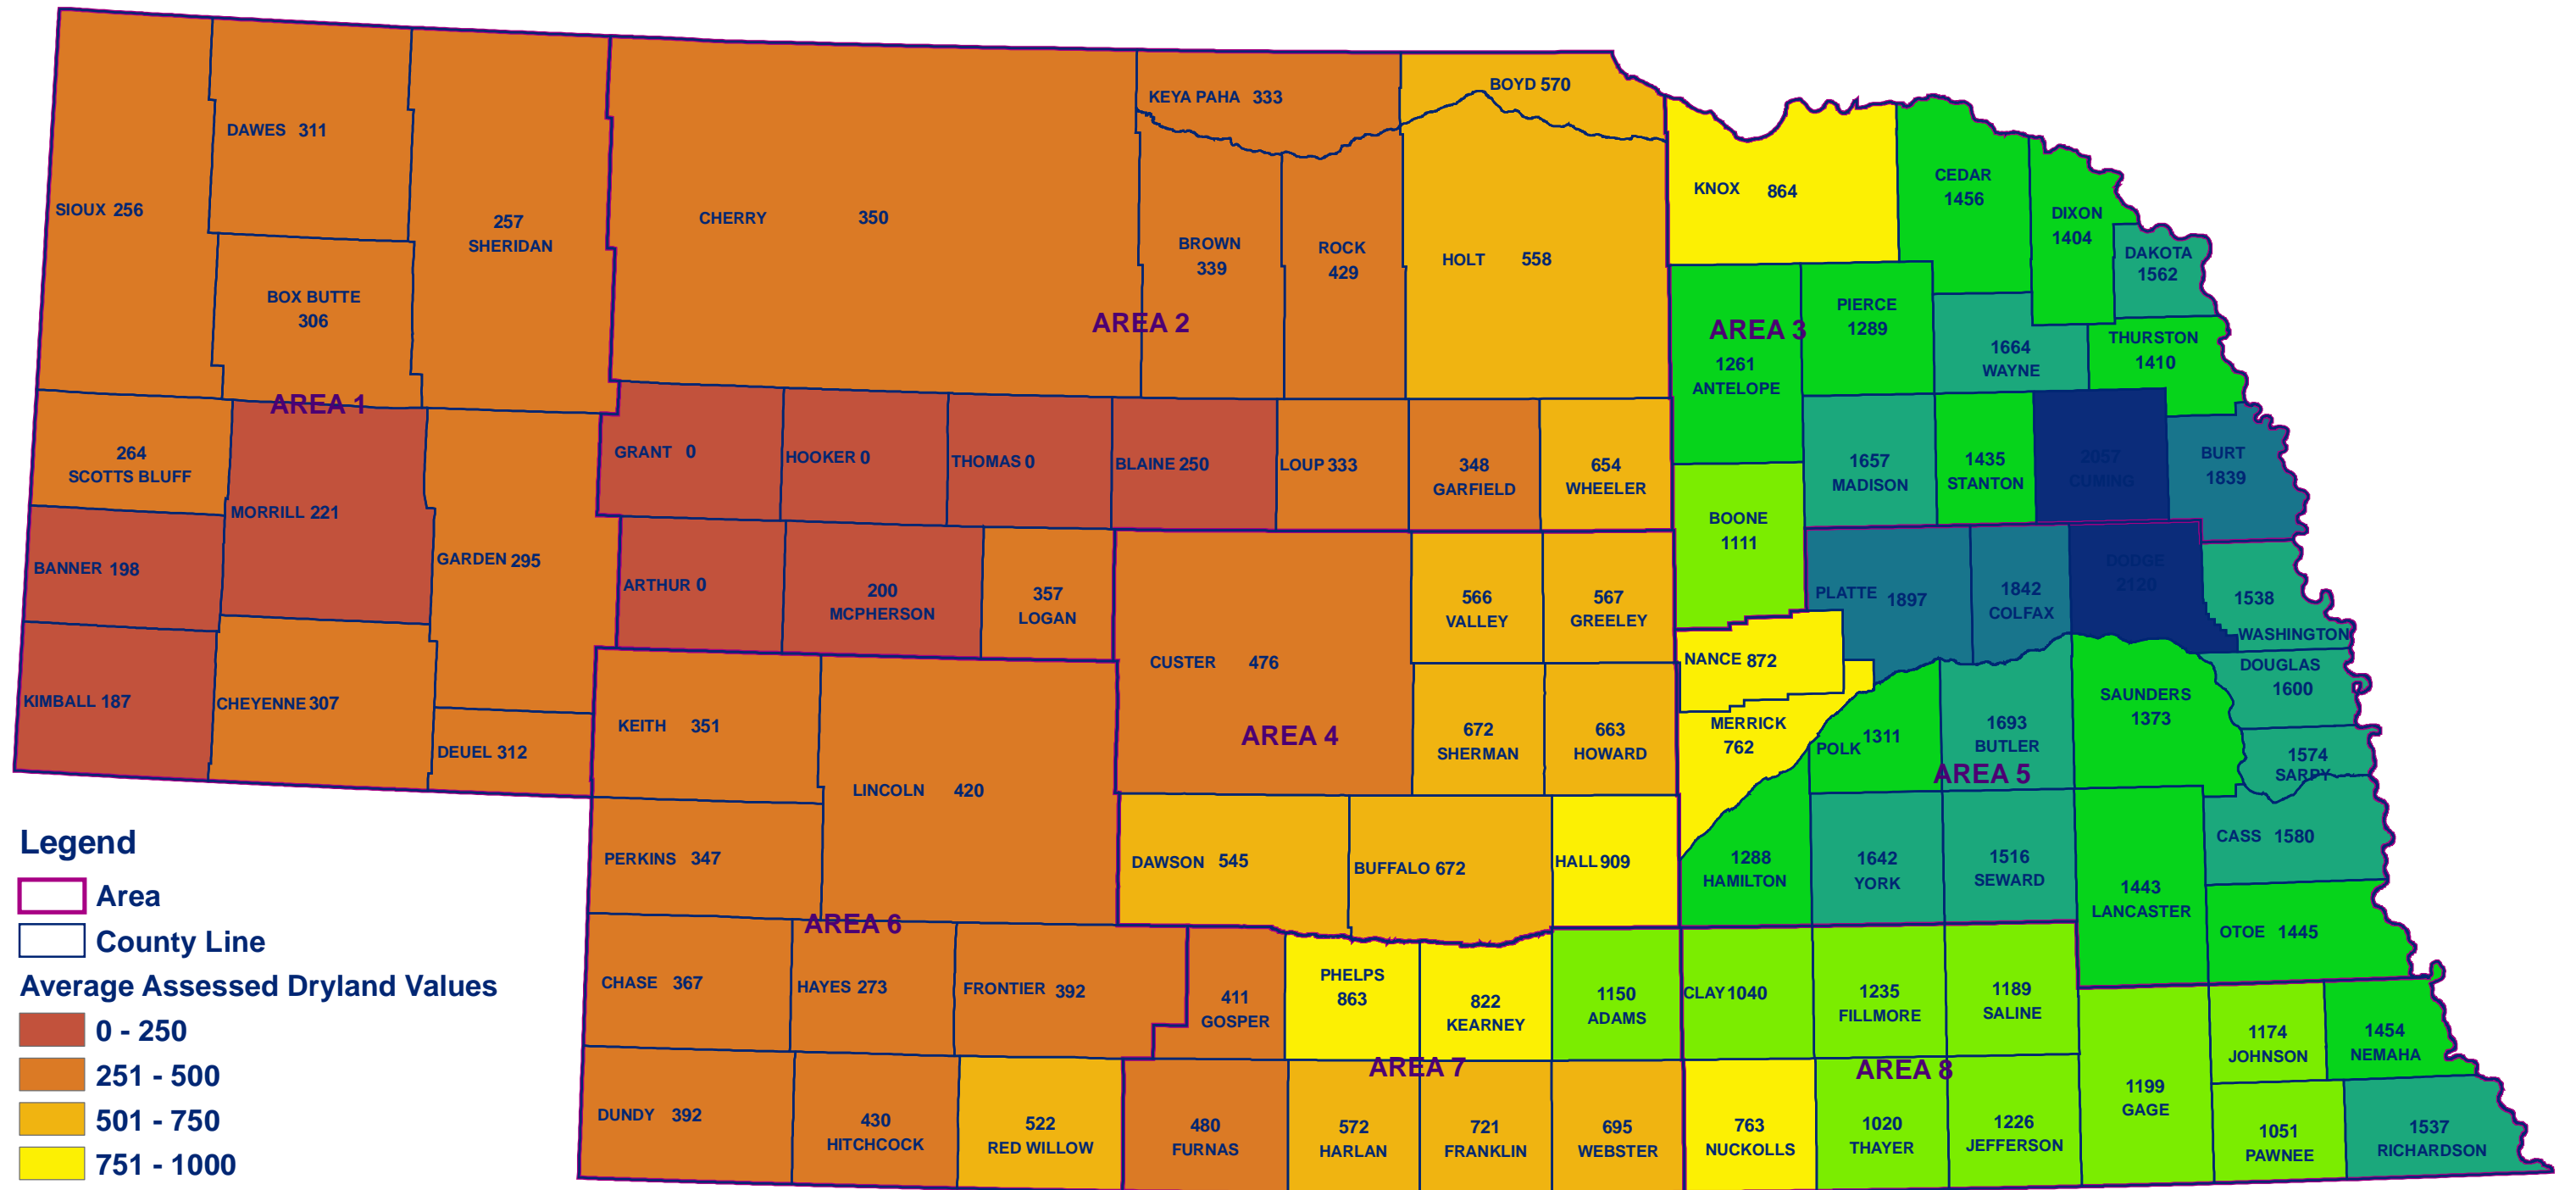 BOYD 570
KEYA PAHA 333
DAWES 311
KNOX 864
CEDAR
1456
SIOUX 256
257
SHERIDAN
CHERRY 350
DIXON
1404
BROWN
339
ROCK
429
HOLT 558
DAKOTA
1562
BOX BUTTE
306
AREA 2
AREA 3
PIERCE
1289
THURSTON
1410
1664
WAYNE
1261
ANTELOPE
AREA 1
264
SCOTTS BLUFF
GRANT 0
HOOKER 0
THOMAS 0
BLAINE 250
LOUP 333
348
GARFIELD
654
WHEELER
1657
MADISON
1435
STANTON
2057
CUMING
BURT
1839
MORRILL 221
BOONE
1111
BANNER 198
GARDEN 295
ARTHUR 0
200
MCPHERSON
357
LOGAN
566
VALLEY
567
GREELEY
PLATTE 1897
1842
COLFAX
DODGE
2120
1538
WASHINGTON
CUSTER 476
NANCE 872
DOUGLAS
1600
KIMBALL 187
CHEYENNE 307
SAUNDERS
1373
KEITH 351
AREA 4
672
SHERMAN
663
HOWARD
MERRICK
762
POLK 1311
1693
BUTLER
DEUEL 312
1574
SARPY
AREA 5
LINCOLN 420
PERKINS 347
DAWSON 545
BUFFALO 672
HALL 909
1288
HAMILTON
1642
YORK
1516
SEWARD
CASS 1580
1443
LANCASTER
AREA 6
OTOE 1445
CHASE 367
HAYES 273
FRONTIER 392
411
GOSPER
PHELPS
863
822
KEARNEY
1150
ADAMS
CLAY 1040
1235
FILLMORE
1189
SALINE
1174
JOHNSON
1454
NEMAHA
AREA 7
AREA 8
DUNDY 392
430
HITCHCOCK
522
RED WILLOW
480
FURNAS
572
HARLAN
721
FRANKLIN
695
WEBSTER
763
NUCKOLLS
1020
THAYER
1226
JEFFERSON
1199
GAGE
1051
PAWNEE
1537
RICHARDSON
Legend
Area
County Line
Average Assessed Dryland Values
0 - 250
251 - 500
501 - 750
751 - 1000